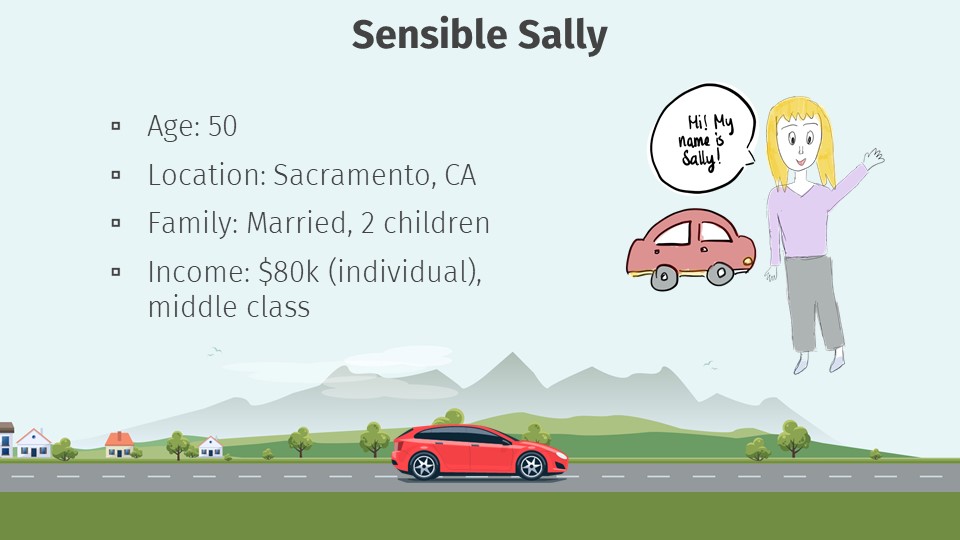 Sensible Sally
Age: 50
Location: Sacramento, CA
Family: Married, 2 children
Income: $80k (individual),
middle class
Hi! My
name is
Sally!